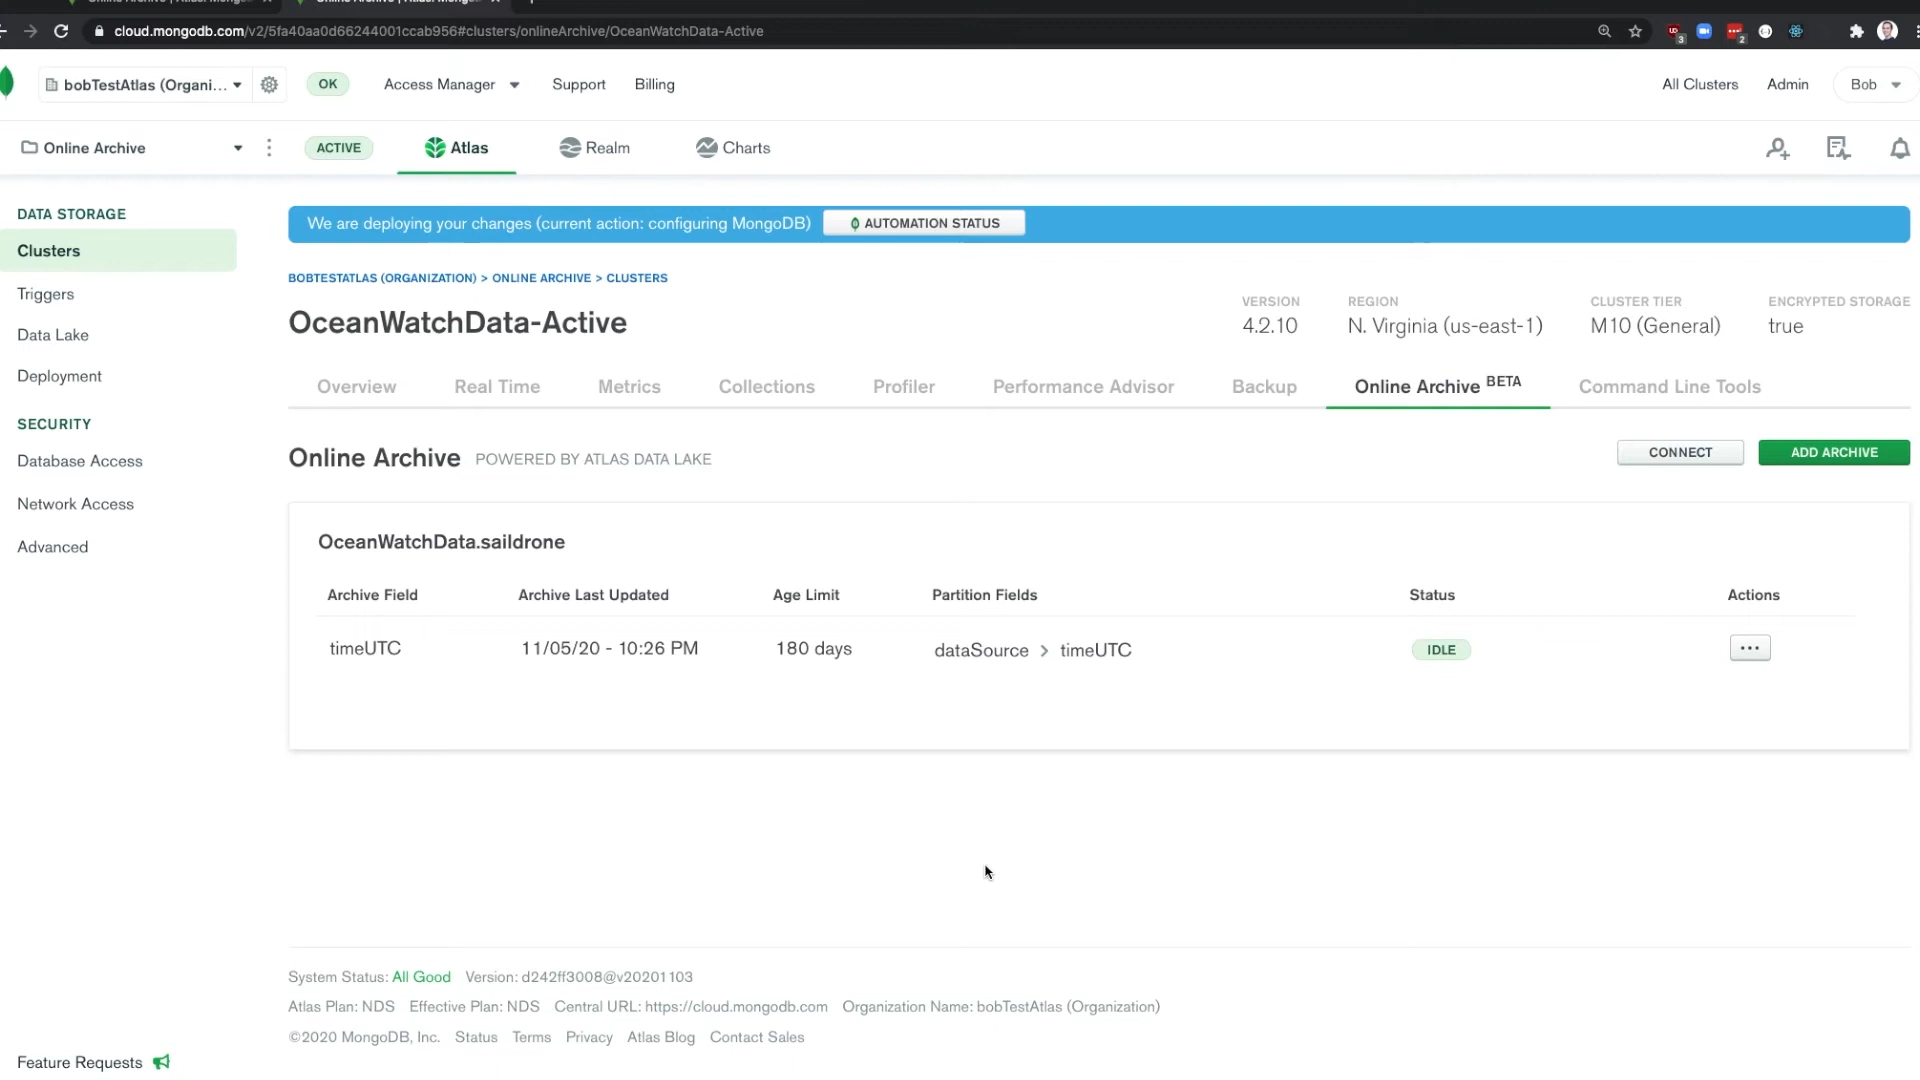 cloud.mongodb.com/v2/5fa40aa0d66244001ccab956#clusters/onlineArchive/OceanWatchData-Active
3
2
bobTestAtlas (Organi...
OK
Access Manager
Support
Billing
All Clusters
Admin
Bob
Online Archive
ACTIVE
Atlas
Realm
Charts
DATA STORAGE
Clusters
Triggers
Data Lake
Deployment
SECURITY
Database Access
Network Access
Advanced
Feature Requests
We are deploying your changes (current action: configuring MongoDB)
AUTOMATION STATUS
BOBTESTATLAS (ORGANIZATION) > ONLINE ARCHIVE > CLUSTERS
OceanWatchData-Active
VERSION
4.2.10
REGION
N. Virginia (us-east-1)
CLUSTER TIER
M10 (General)
ENCRYPTED STORAGE
true
Overview
Real Time
Metrics
Collections
Profiler
Performance Advisor
Backup
Online Archive BETA
Command Line Tools
Online Archive POWERED BY ATLAS DATA LAKE
CONNECT
ADD ARCHIVE
OceanWatchData.saildrone
Archive Field Archive Last Updated Age Limit Partition Fields Status Actions
timeUTC 11/05/20 - 10:26 PM 180 days dataSource > timeUTC IDLE ...
System Status: All Good Version: d242ff3008@v20201103
Atlas Plan: NDS Effective Plan: NDS Central URL: https://cloud.mongodb.com Organization Name: bobTestAtlas (Organization)
©2020 MongoDB, Inc. Status Terms Privacy Atlas Blog Contact Sales